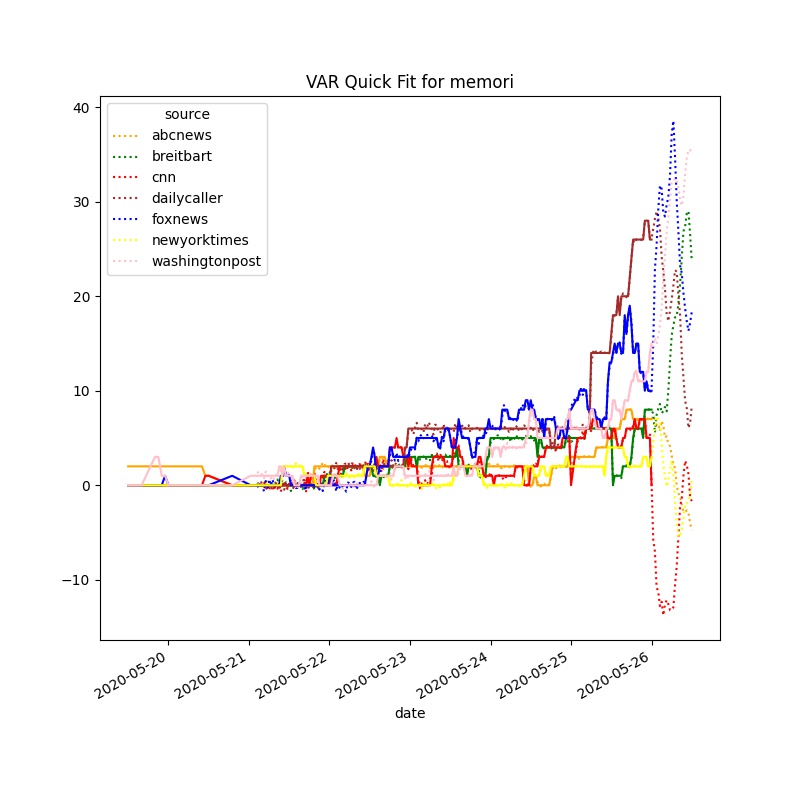 VAR Quick Fit for memori
source
abcnews
breitbart
cnn
dailycaller
foxnews
newyorktimes
washingtonpost
40
30
20
10
0
−10
2020-05-20
2020-05-21
2020-05-22
2020-05-23
2020-05-24
2020-05-25
2020-05-26
date